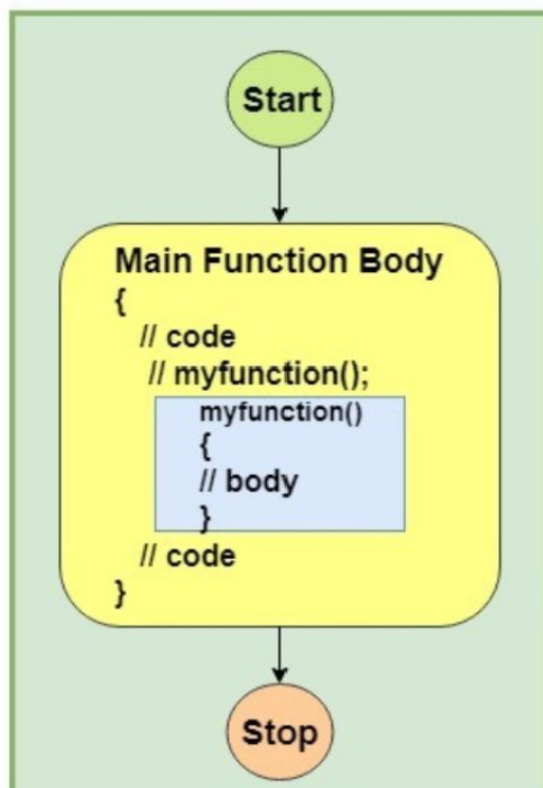 Start
Main Function Body
{
// code
// myfunction();
myfunction()
{
// body
}
// code
}
Stop